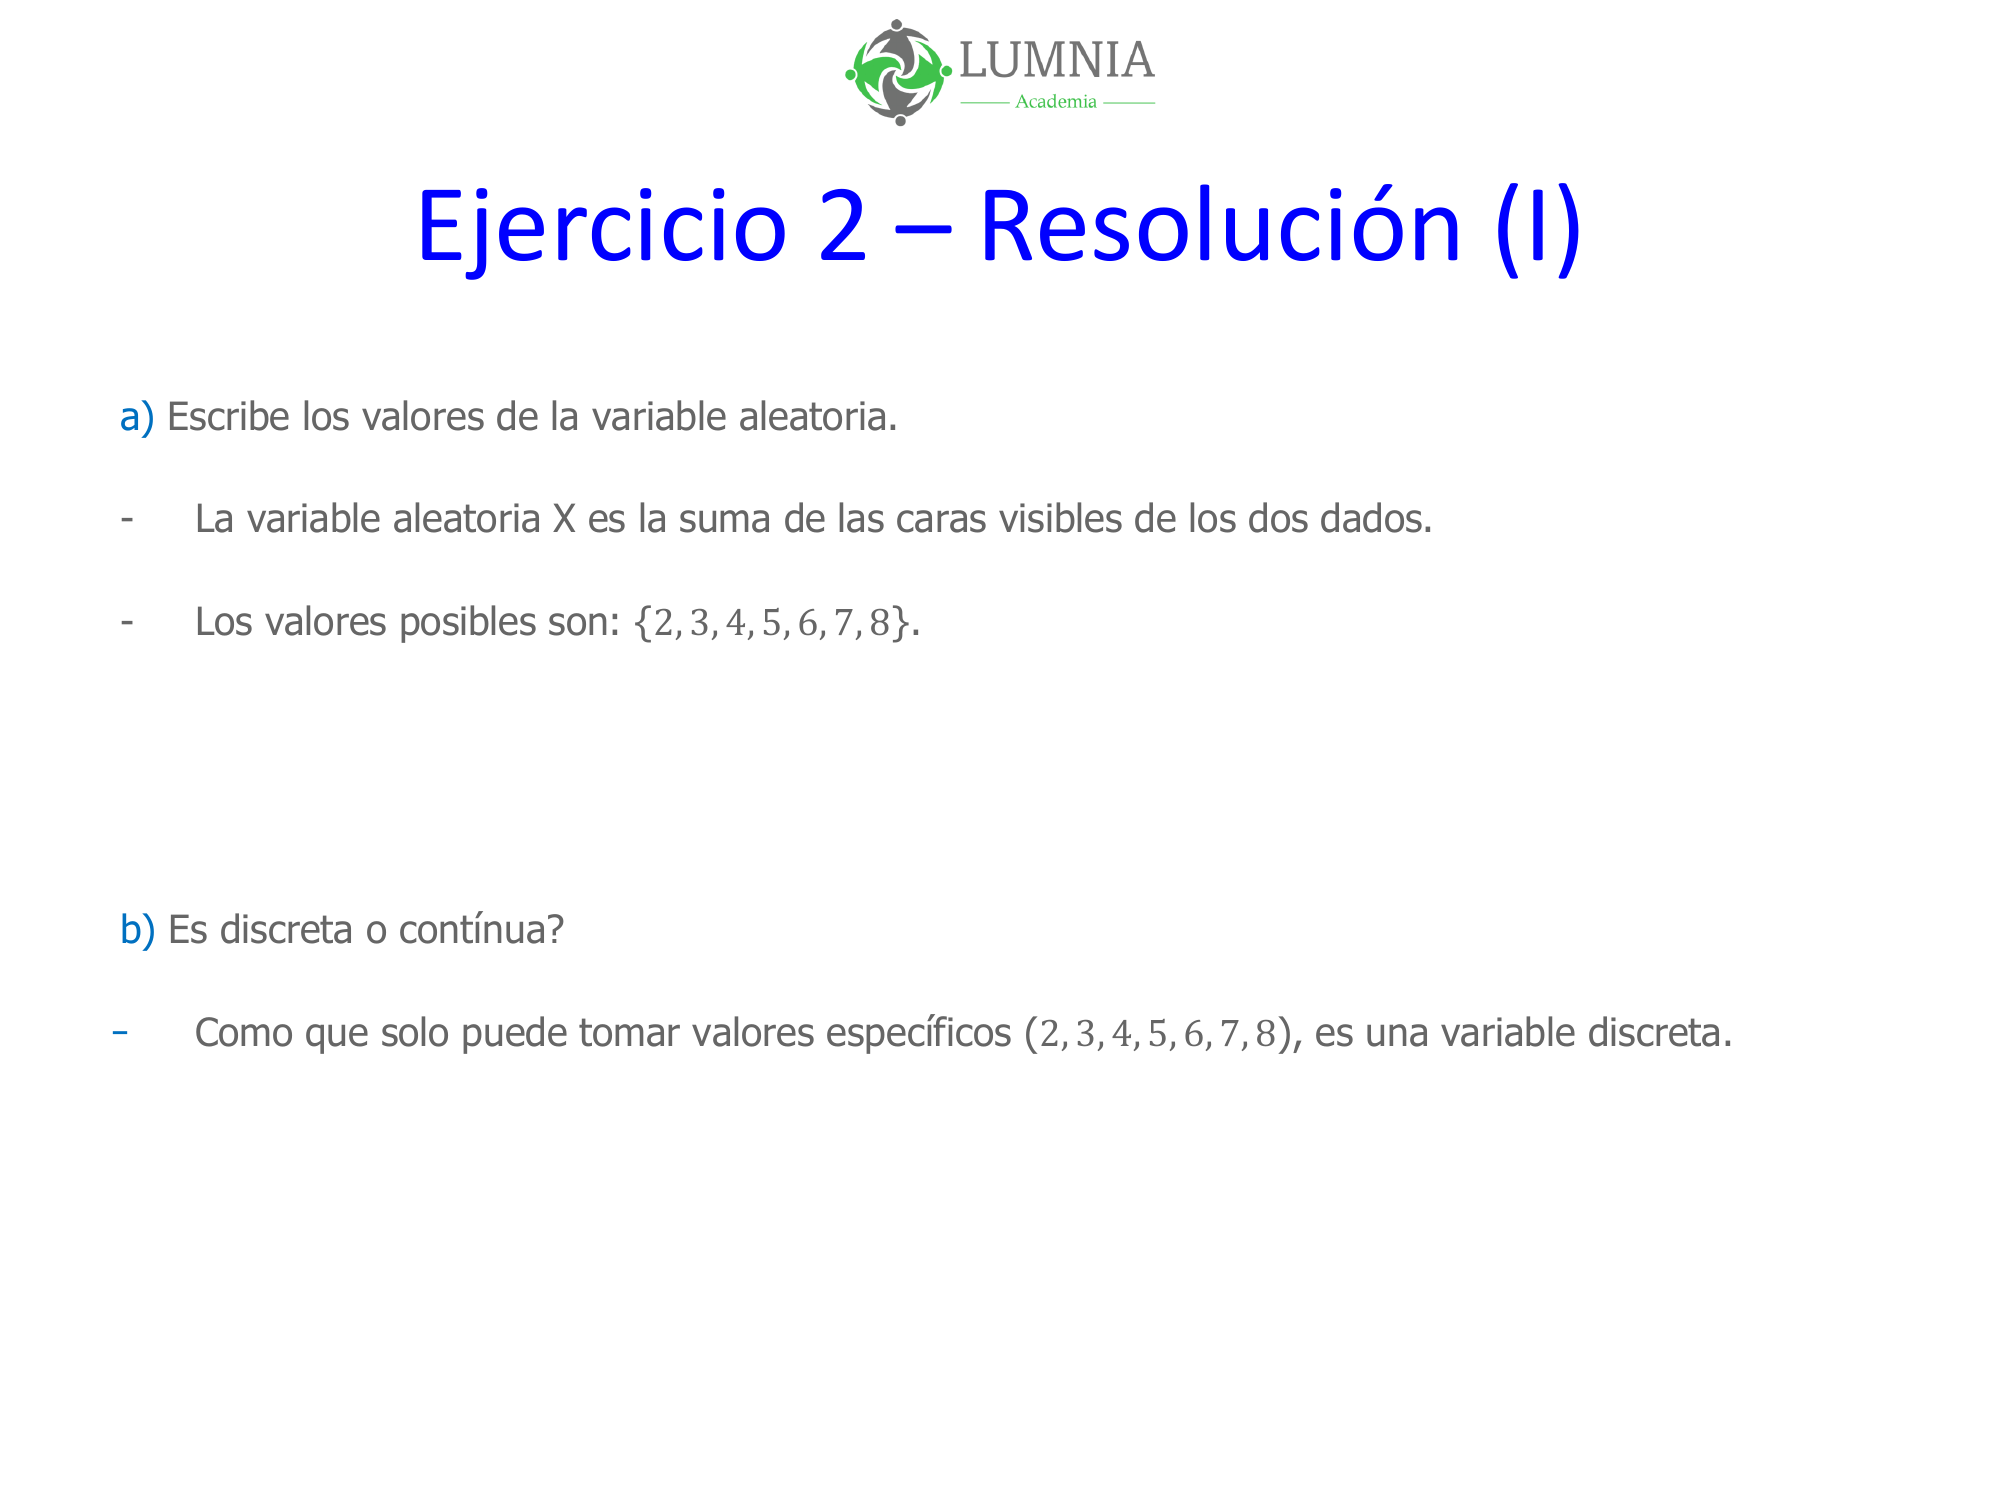 LUMNIA
Academia
Ejercicio 2 – Resolución (I)
a) Escribe los valores de la variable aleatoria.
- La variable aleatoria X es la suma de las caras visibles de los dos dados.
- Los valores posibles son: {2, 3, 4, 5, 6, 7, 8}.
b) Es discreta o contínua?
- Como que solo puede tomar valores específicos (2, 3, 4, 5, 6, 7, 8), es una variable discreta.